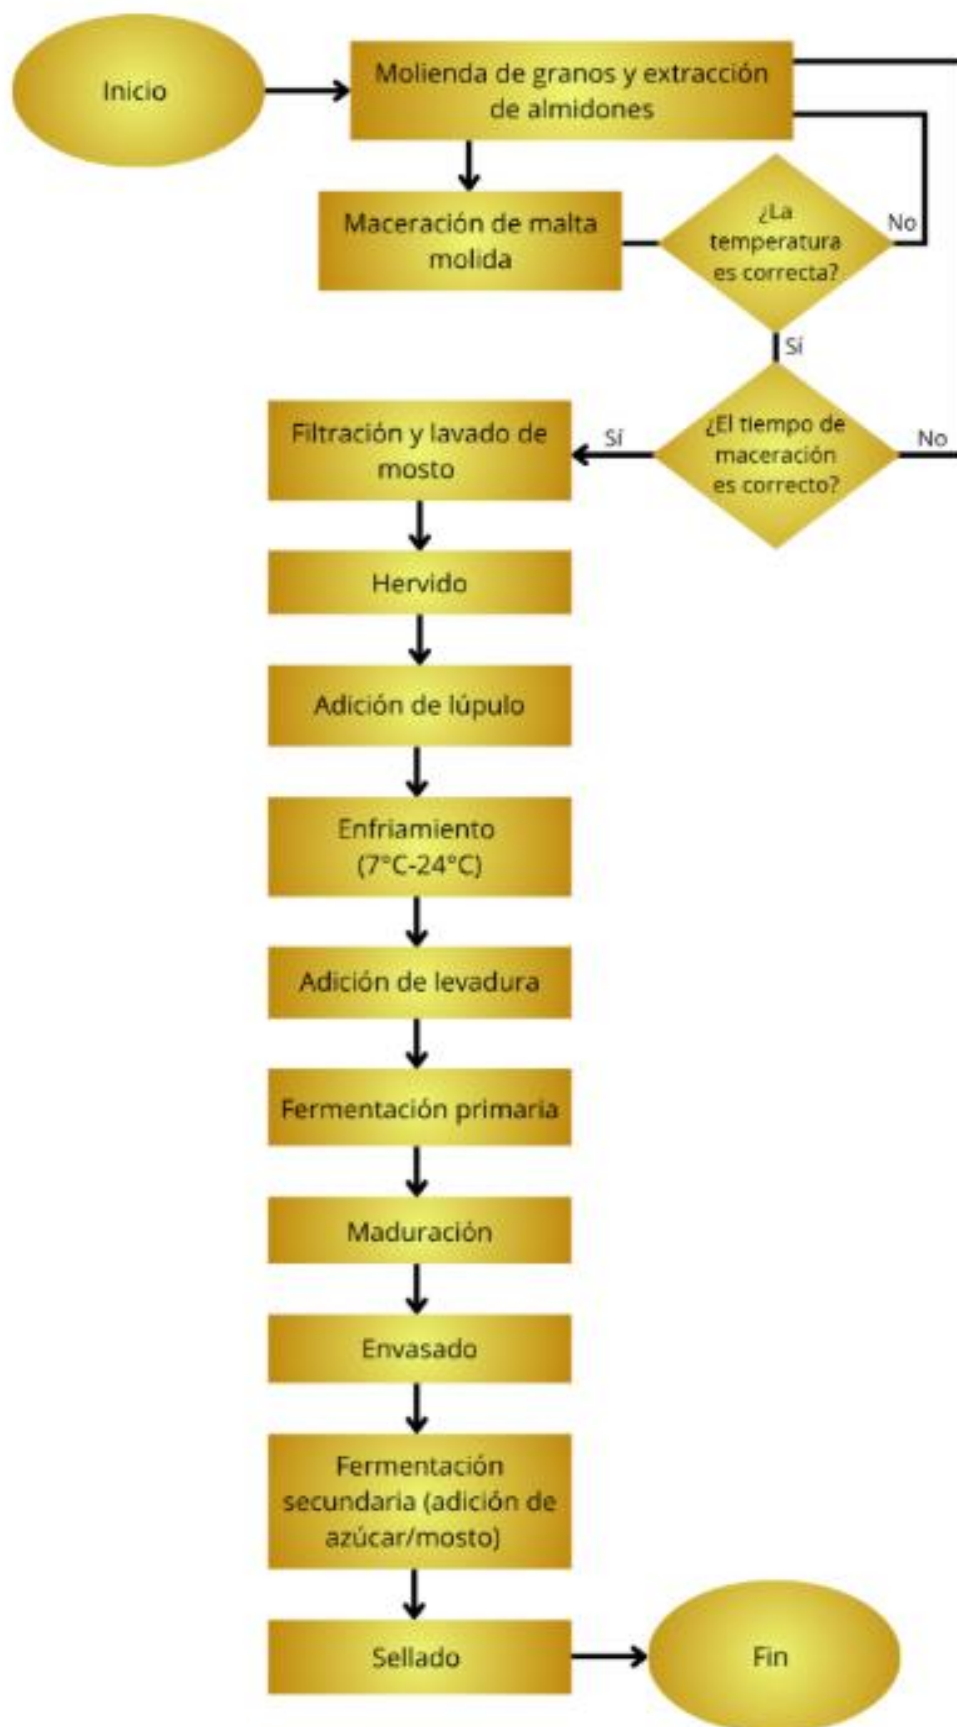 Inicio
Molienda de granos y extracción
de almidones
Maceración de malta
molida
¿La
temperatura
es correcta?
No
Sí
¿El tiempo de
maceración
es correcto?
No
Sí
Filtración y lavado de
mosto
Hervido
Adición de lúpulo
Enfriamiento
(7°C-24°C)
Adición de levadura
Fermentación primaria
Maduración
Envasado
Fermentación
secundaria (adición de
azúcar/mosto)
Sellado
Fin